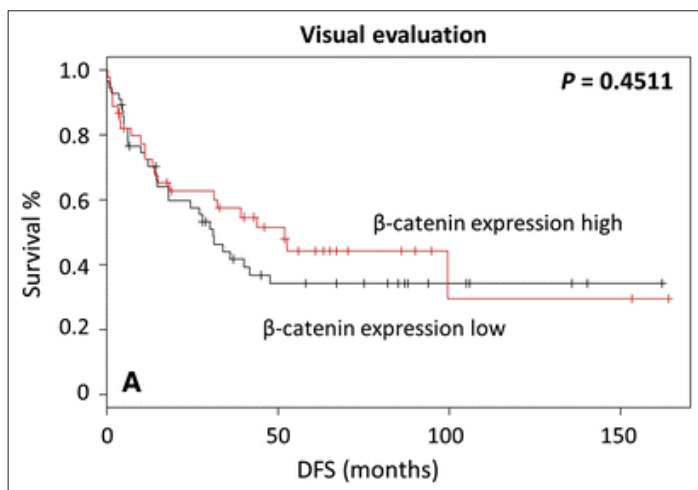 Visual evaluation
P = 0.4511
1.0
0.8
0.6
0.4
0.2
0
Survival %
β-catenin expression high
β-catenin expression low
A
0 50 100 150
DFS (months)